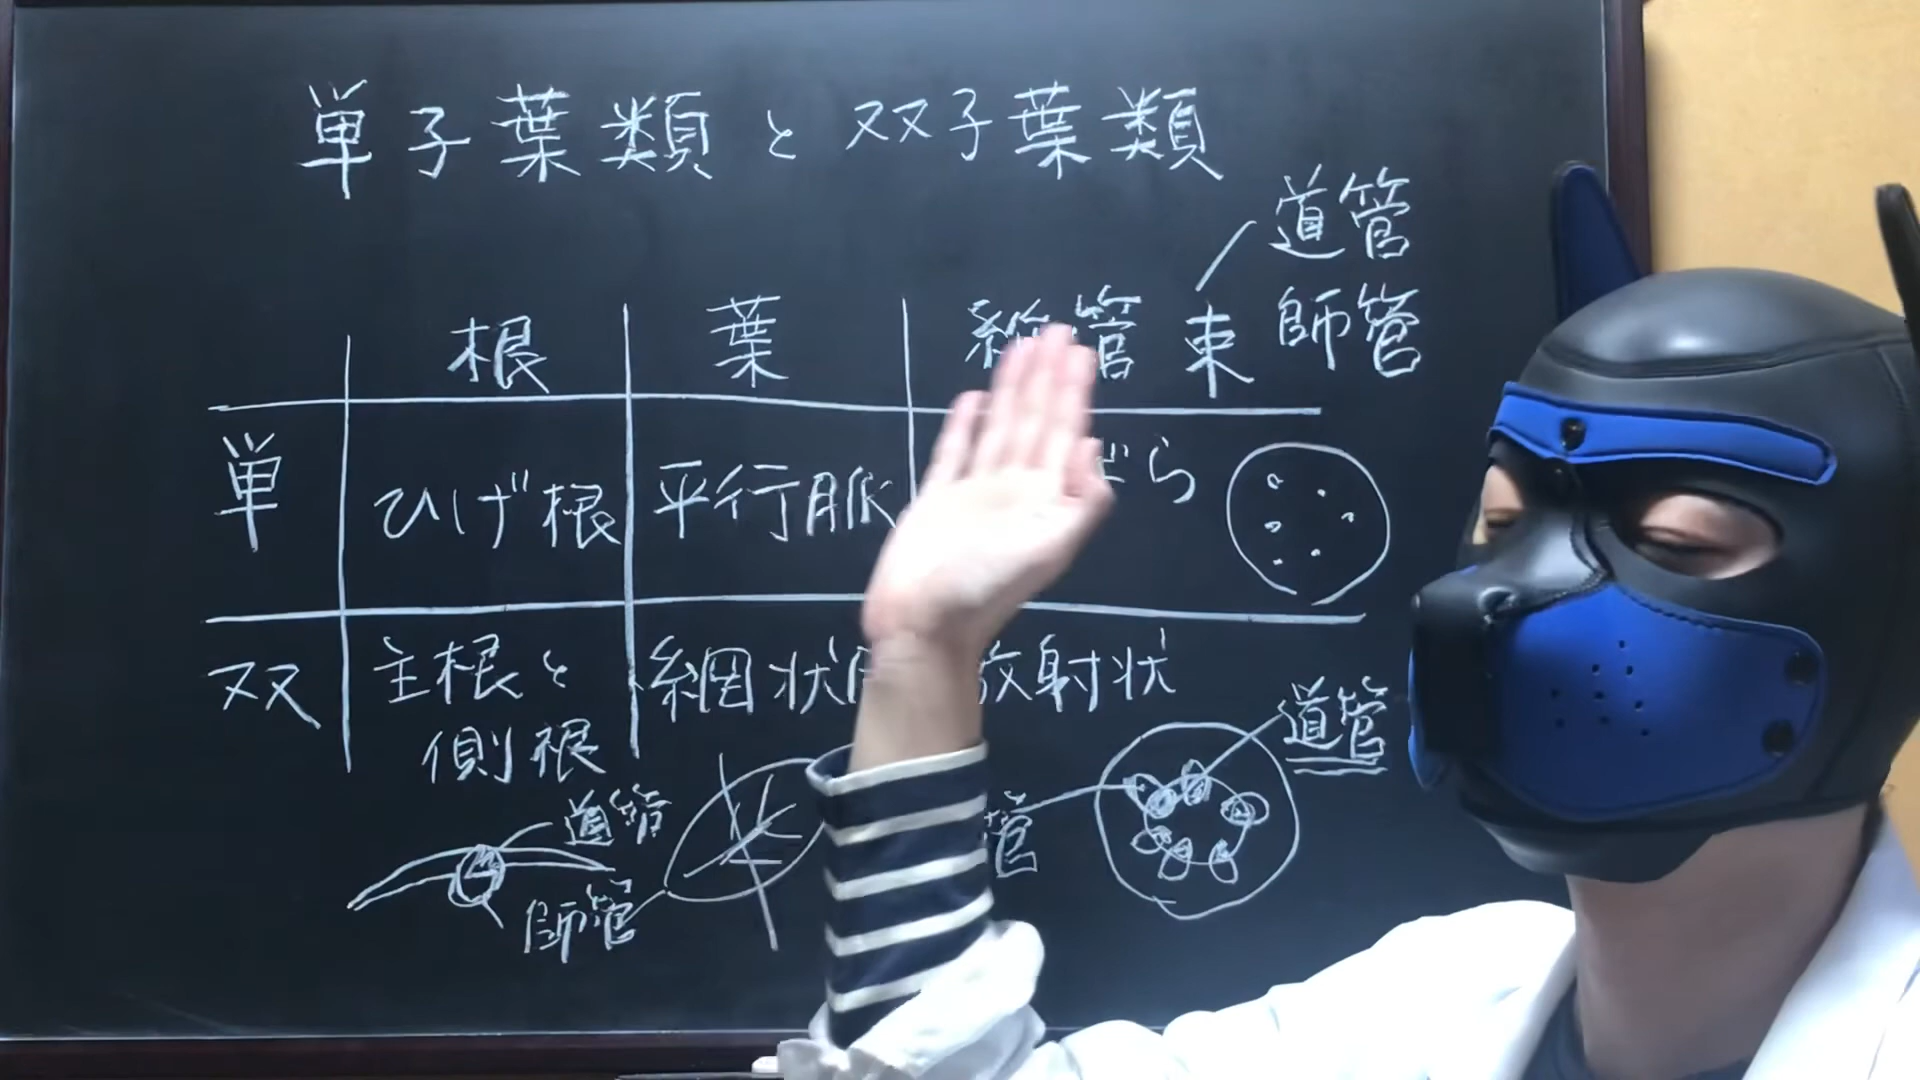 単子葉類と双子葉類
道管
師管
根 葉 維管束
単 ひげ根 平行脈 ばら
双 主根と側根 網状 放射状
道管
道管
管
師管